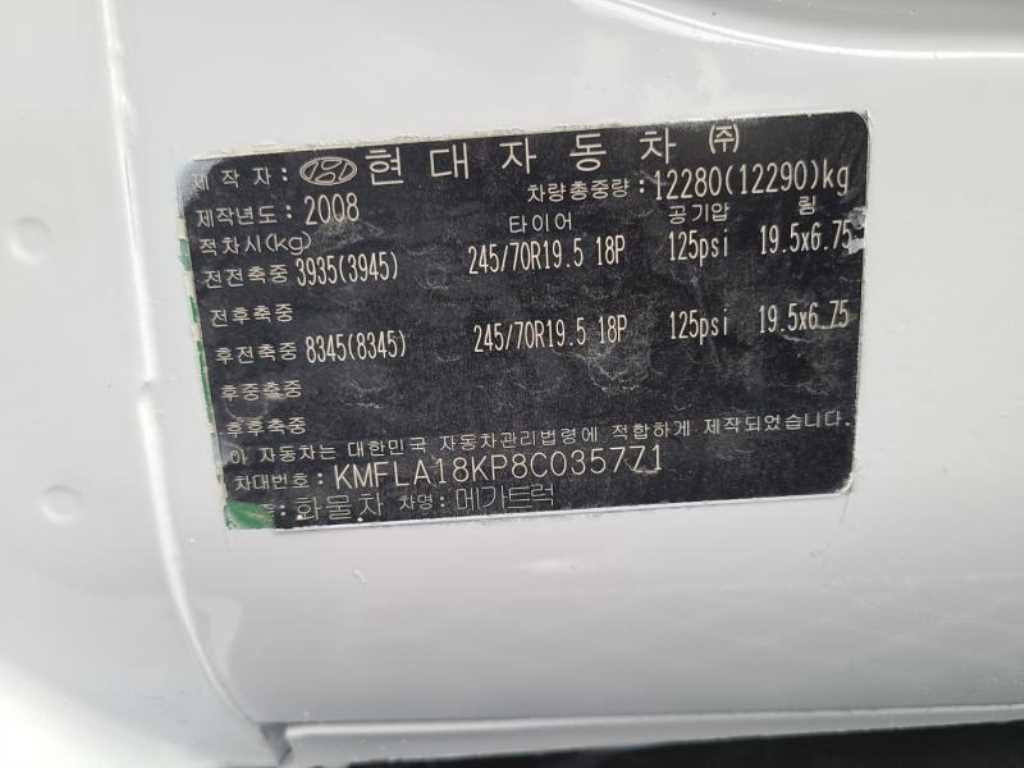 제작자: 현대자동차 ㈜
제작년도: 2008 차량총중량: 12280(12290)kg
적차시(kg) 타이어 공기압 림
전전축중 3935(3945) 245/70R19.5 18P 125psi 19.5x6.75
전후축중
후전축중 8345(8345) 245/70R19.5 18P 125psi 19.5x6.75
후중축중
후후축중
이 자동차는 대한민국 자동차관리법령에 적합하게 제작되었습니다.
차대번호: KMFLA18KP8C035771
: 화물차 차명: 메가트럭